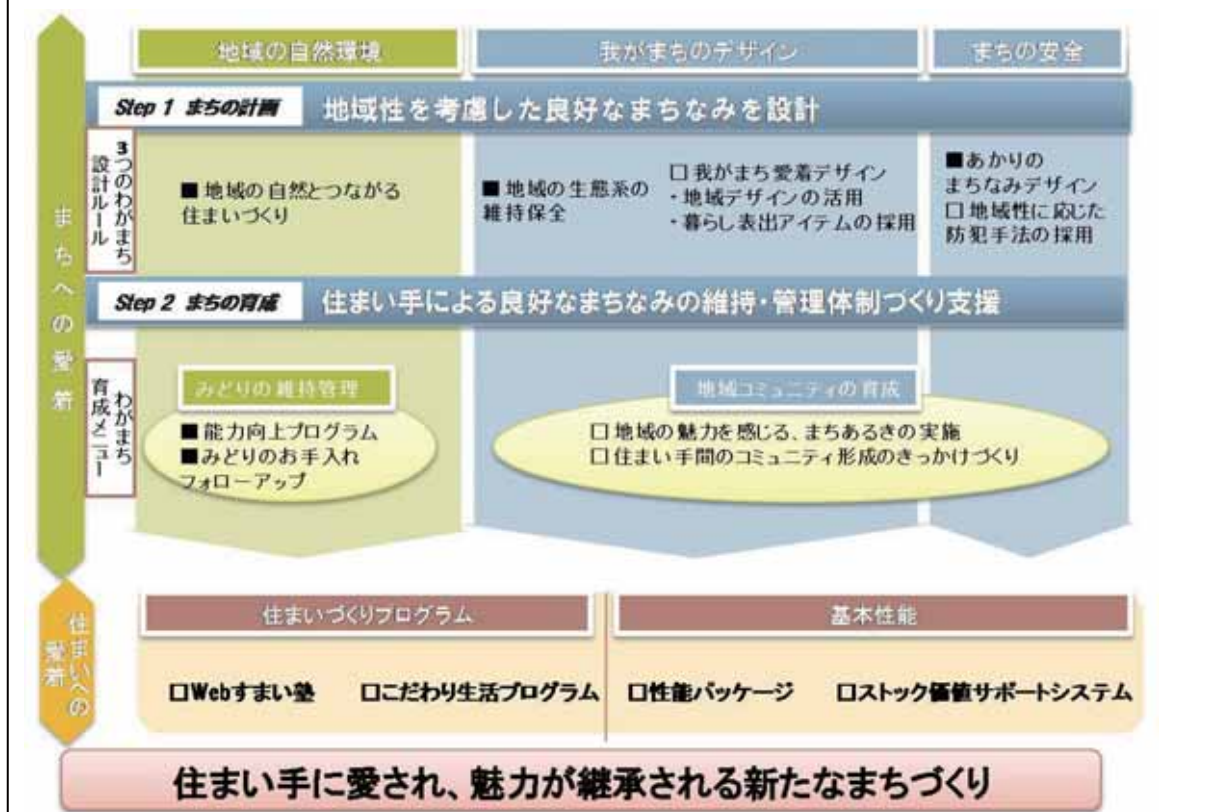 地域の自然環境
我がまちのデザイン
まちの安全
Step 1 まちの計画
地域性を考慮した良好なまちなみを設計
3つのわがまち
設計ルール
■地域の自然とつながる
住まいづくり
■地域の生態系の
維持保全
□我がまち愛着デザイン
・地域デザインの活用
・暮らし表出アイテムの採用
■あかりの
まちなみデザイン
□地域性に応じた
防犯手法の採用
まちへの愛着
Step 2 まちの育成
住まい手による良好なまちなみの維持・管理体制づくり支援
わがまち
育成メニュー
みどりの維持管理
■能力向上プログラム
■みどりのお手入れ
フォローアップ
地域コミュニティの育成
□地域の魅力を感じる、まちあるきの実施
□住まい手間のコミュニティ形成のきっかけづくり
住まいへの
愛着
住まいづくりプログラム
基本性能
□Webすまい塾
□こだわり生活プログラム
□性能パッケージ
□ストック価値サポートシステム
住まい手に愛され、魅力が継承される新たなまちづくり